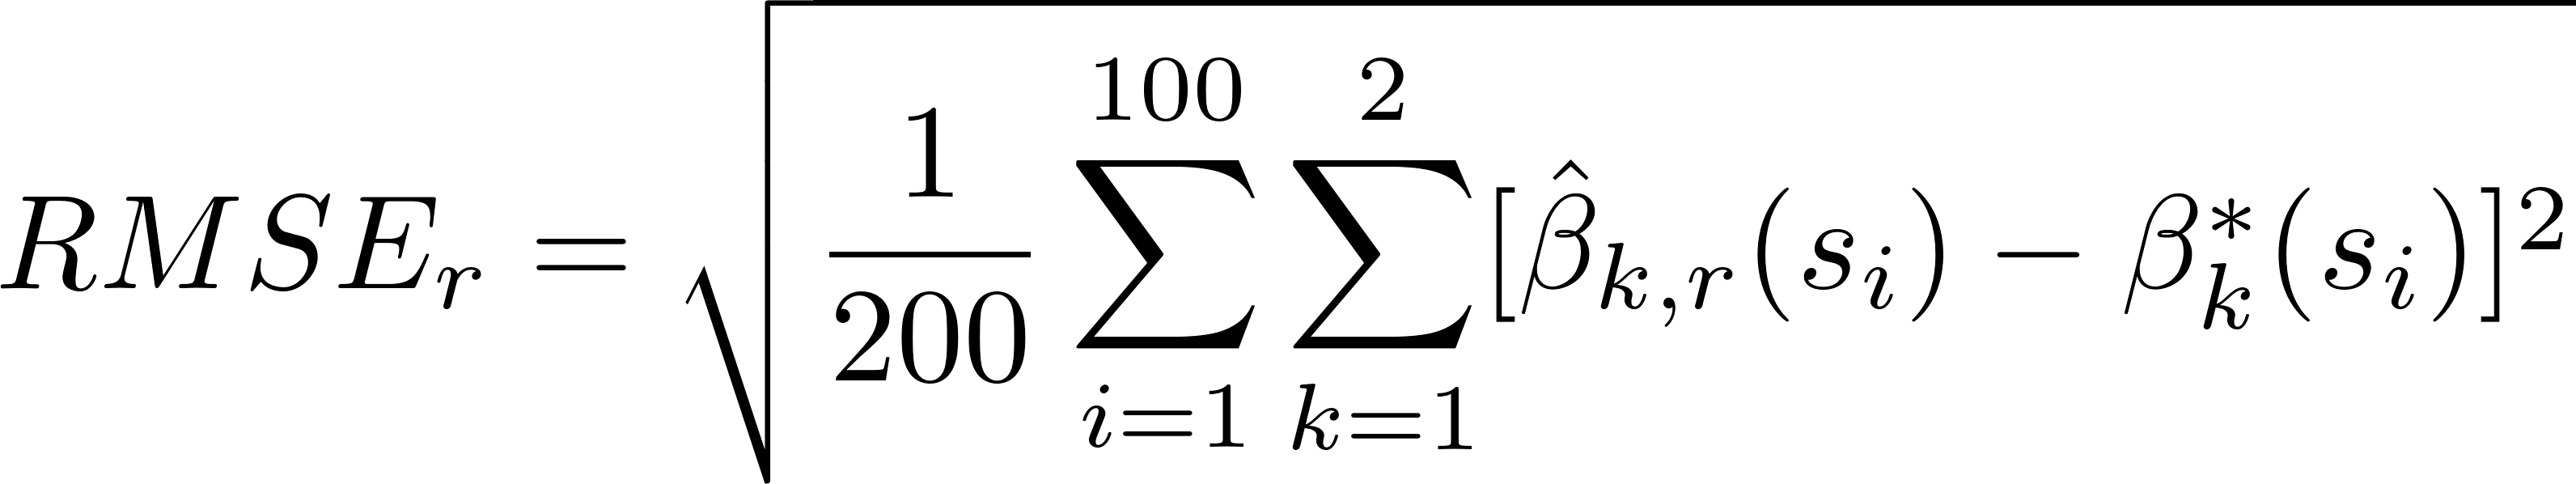 $RMSE_r = \sqrt{\frac{1}{200} \sum_{i=1}^{100} \sum_{k=1}^{2} [\hat{\beta}_{k,r}(s_i) - \beta_k^*(s_i)]^2}$